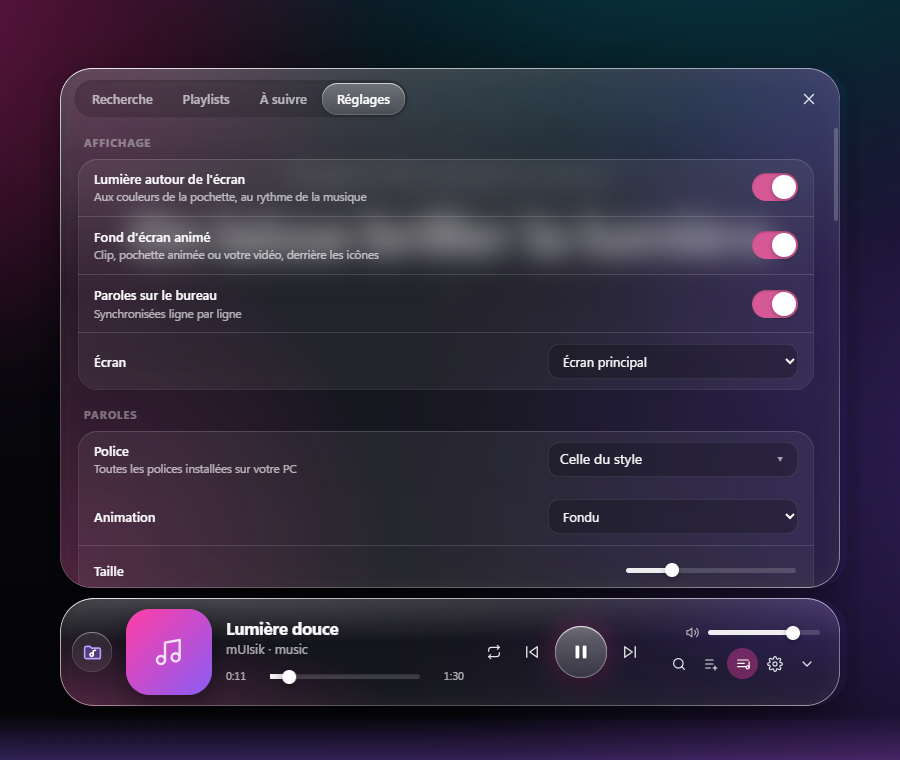 Recherche
Playlists
À suivre
Réglages
AFFICHAGE
Lumière autour de l'écran
Aux couleurs de la pochette, au rythme de la musique
Fond d'écran animé
Clip, pochette animée ou votre vidéo, derrière les icônes
Paroles sur le bureau
Synchronisées ligne par ligne
Écran
Écran principal
PAROLES
Police
Toutes les polices installées sur votre PC
Celle du style
Animation
Fondu
Taille
Lumière douce
mUIsik · music
0:11
1:30